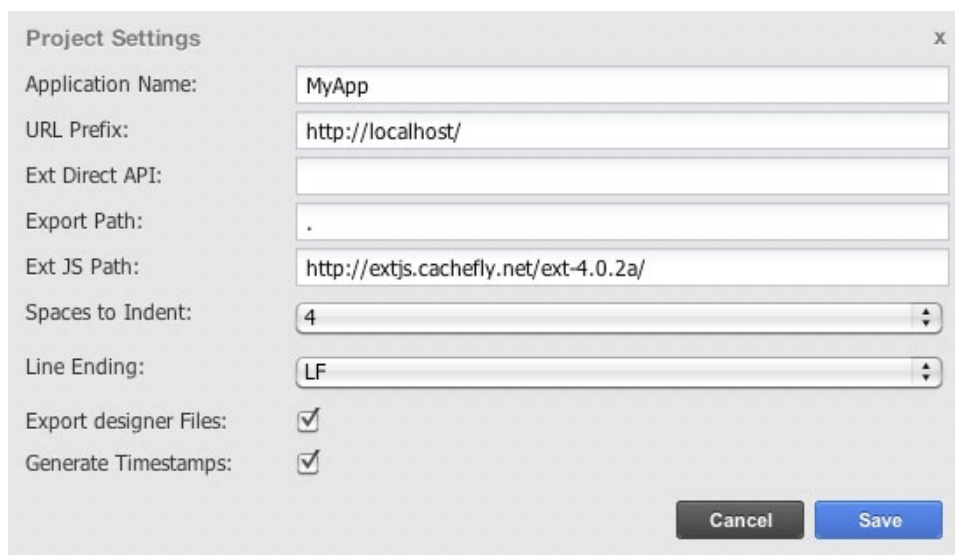 Project Settings x
Application Name: MyApp
URL Prefix: http://localhost/
Ext Direct API:
Export Path: .
Ext JS Path: http://extjs.cachefly.net/ext-4.0.2a/
Spaces to Indent: 4
Line Ending: LF
Export designer Files:
Generate Timestamps:
Cancel Save